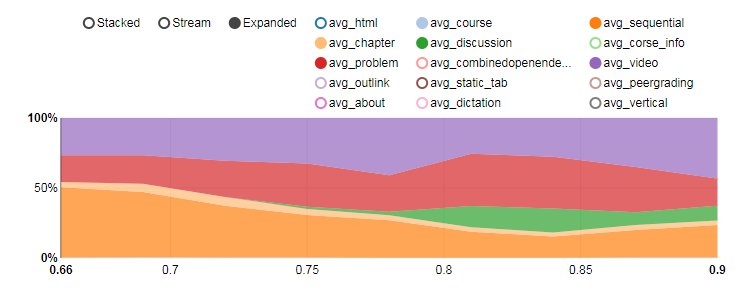 Stacked Stream Expanded avg_html avg_course avg_sequential
avg_chapter avg_discussion avg_corse_info
avg_problem avg_combinedopenende... avg_video
avg_outlink avg_static_tab avg_peergrading
avg_about avg_dictation avg_vertical
100%
50%
0%
0.66 0.7 0.75 0.8 0.85 0.9